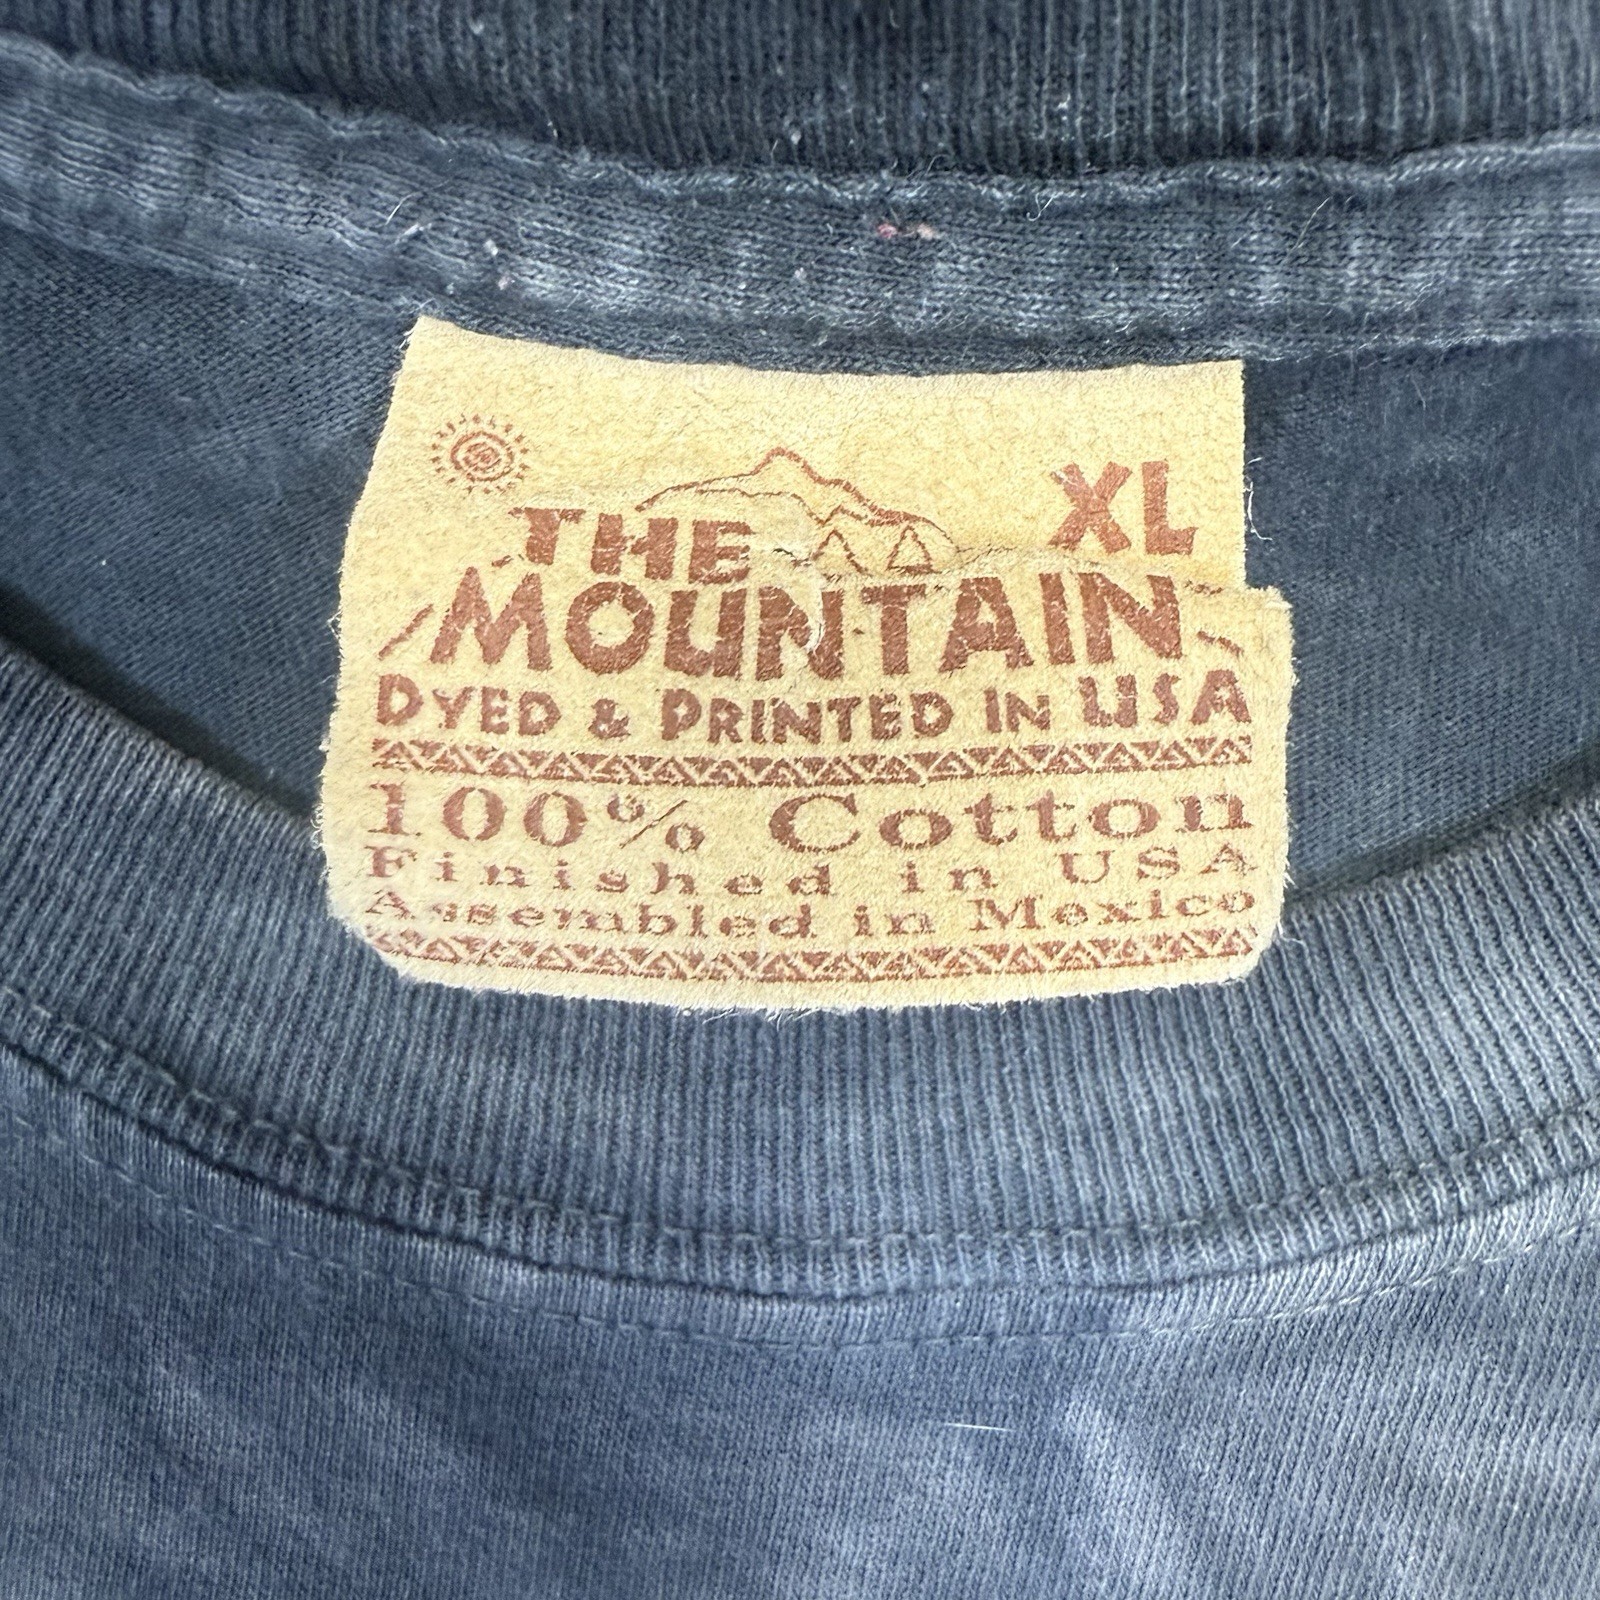 XL
THE
MOUNTAIN
DYED & PRINTED IN USA
100% Cotton
Finished in USA
Assembled in Mexico